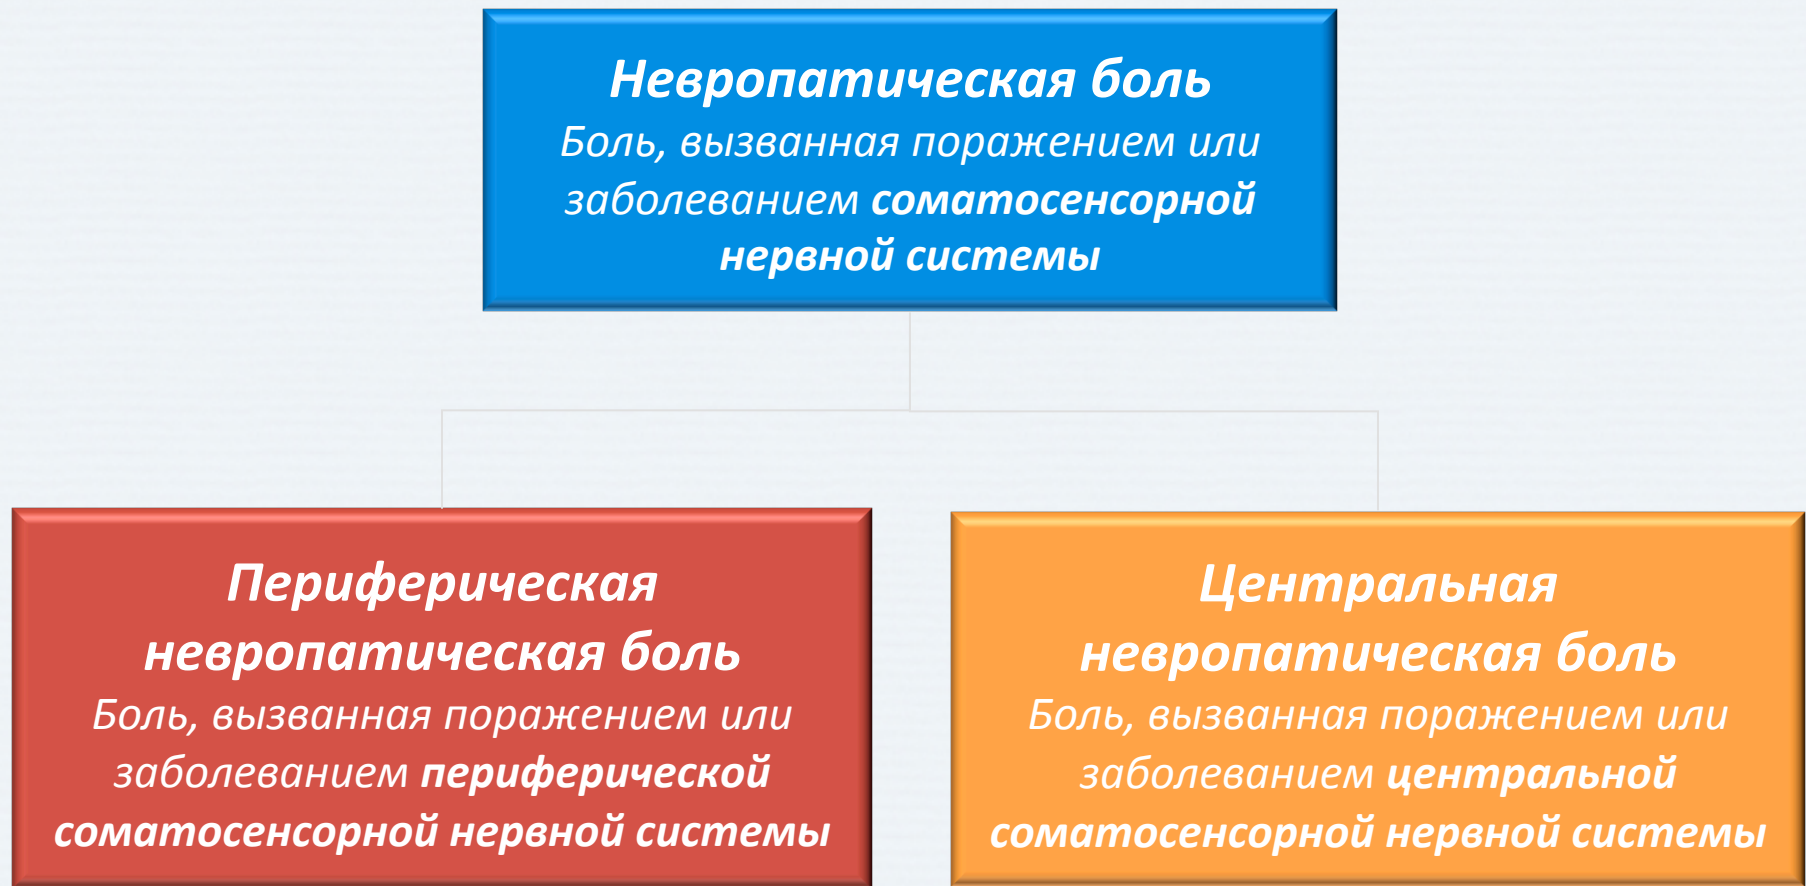 Невропатическая боль
Боль, вызванная поражением или
заболеванием соматосенсорной
нервной системы
Периферическая
невропатическая боль
Боль, вызванная поражением или
заболеванием периферической
соматосенсорной нервной системы
Центральная
невропатическая боль
Боль, вызванная поражением или
заболеванием центральной
соматосенсорной нервной системы